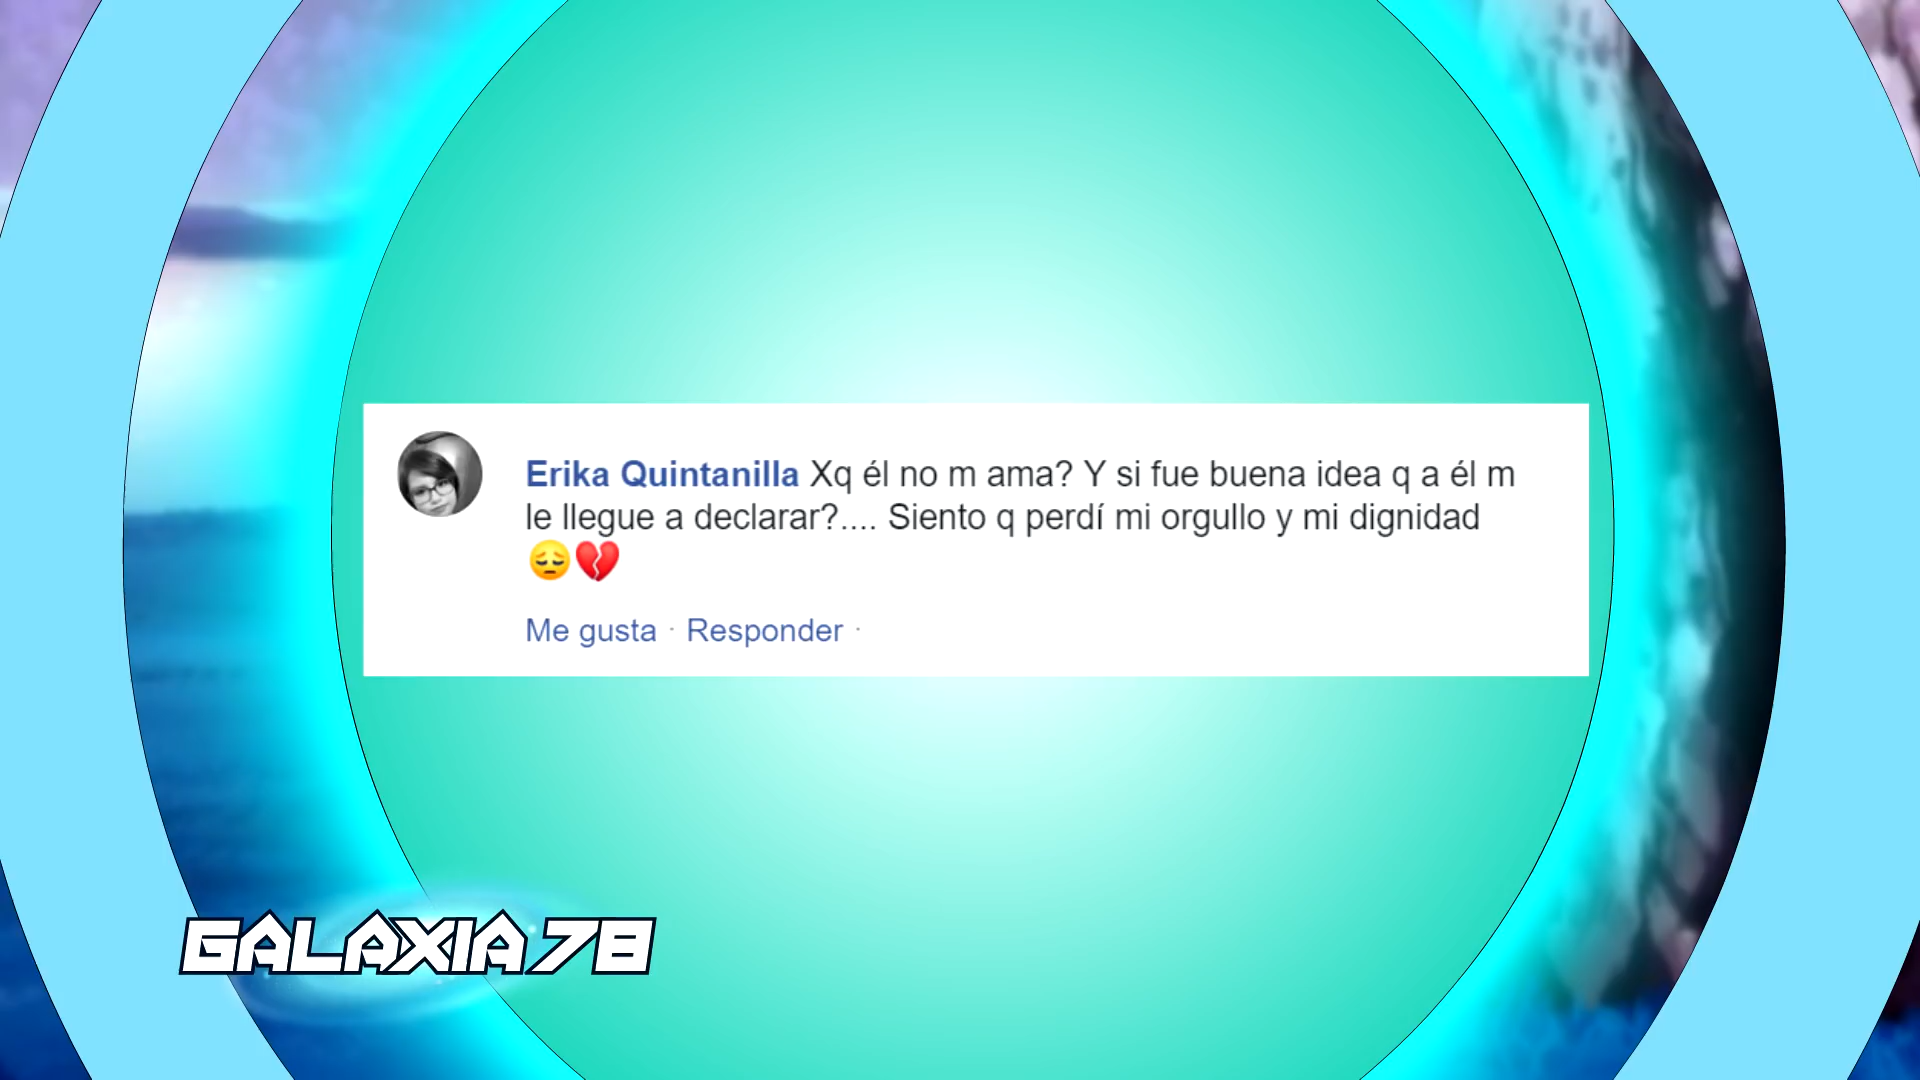 Erika Quintanilla Xq él no m ama? Y si fue buena idea q a él m
le llegue a declarar?.... Siento q perdí mi orgullo y mi dignidad
😔💔
Me gusta · Responder ·
GALAXIA 78